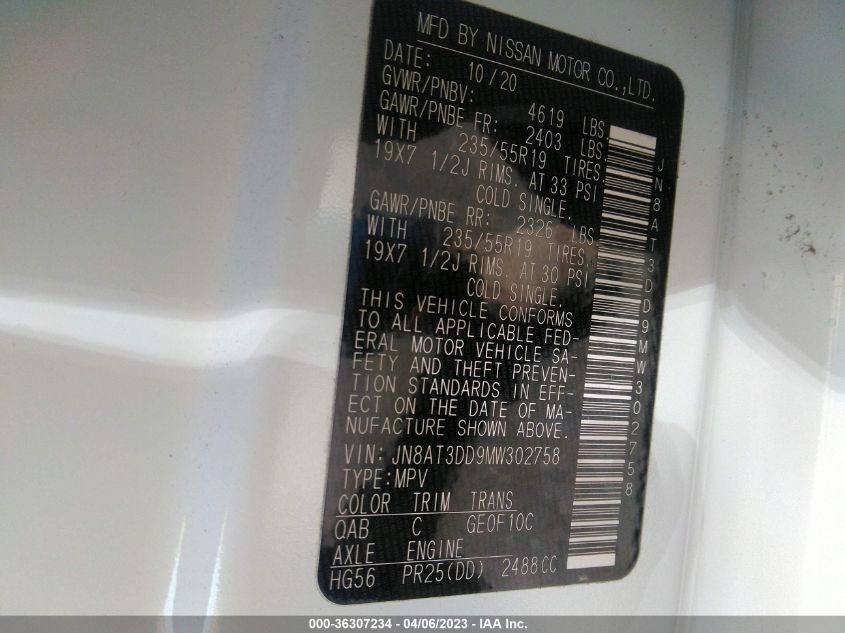 MFD BY NISSAN MOTOR CO.,LTD.
DATE: 10/20
GVWR/PNBV: 4619 LBS.
GAWR/PNBE FR: 2403 LBS.
WITH 235/55R19 TIRES.
19X7 1/2J RIMS. AT 33 PSI
COLD SINGLE.
GAWR/PNBE RR: 2326 LBS.
WITH 235/55R19 TIRES.
19X7 1/2J RIMS. AT 30 PSI
COLD SINGLE.
THIS VEHICLE CONFORMS
TO ALL APPLICABLE FED-
ERAL MOTOR VEHICLE SA-
FETY AND THEFT PREVEN-
TION STANDARDS IN EFF-
ECT ON THE DATE OF MA-
NUFACTURE SHOWN ABOVE.
VIN: JN8AT3DD9MW302758
TYPE:MPV
COLOR TRIM TRANS
QAB C GE0F10C
AXLE ENGINE
HG56 PR25(DD) 2488CC
JN8AT3DD9MW302758
000-36307234 - 04/06/2023 - IAA Inc.